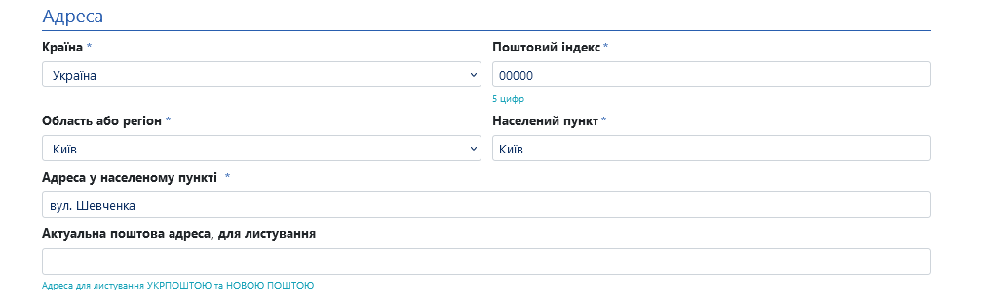 Адреса
Країна * Поштовий індекс *
Україна 00000
5 цифр
Область або регіон * Населений пункт *
Київ Київ
Адреса у населеному пункті *
вул. Шевченка
Актуальна поштова адреса, для листування
Адреса для листування УКРПОШТОЮ та НОВОЮ ПОШТОЮ